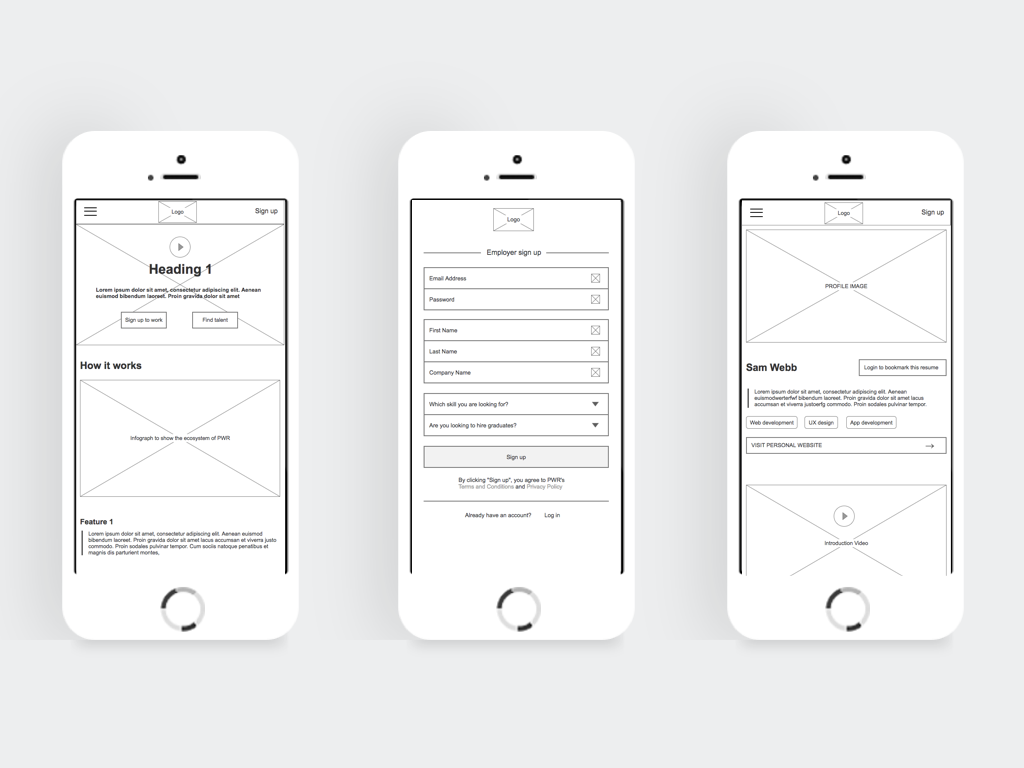 Logo
Sign up
Heading 1
Lorem ipsum dolor sit amet, consectetur adipiscing elit. Aenean
euismod bibendum laoreet. Proin gravida dolor sit amet
Sign up to work
Find talent
How it works
Infograph to show the ecosystem of PWR
Feature 1
Lorem ipsum dolor sit amet, consectetur adipiscing elit. Aenean euismod
bibendum laoreet. Proin gravida dolor sit amet lacus accumsan et viverra justo
commodo. Proin sodales pulvinar tempor. Cum sociis natoque penatibus et
magnis dis parturient montes,
Logo
Employer sign up
Email Address
Password
First Name
Last Name
Company Name
Which skill you are looking for?
Are you looking to hire graduates?
Sign up
By clicking "Sign up", you agree to PWR's
Terms and Conditions and Privacy Policy
Already have an account? Log in
Logo
Sign up
PROFILE IMAGE
Sam Webb
Login to bookmark this resume
Lorem ipsum dolor sit amet, consectetur adipiscing elit. Aenean
euismodwerterfwf bibendum laoreet. Proin gravida dolor sit amet lacus
accumsan et viverra justoerfg commodo. Proin sodales pulvinar tempor.
Web development
UX design
App development
VISIT PERSONAL WEBSITE
Introduction Video